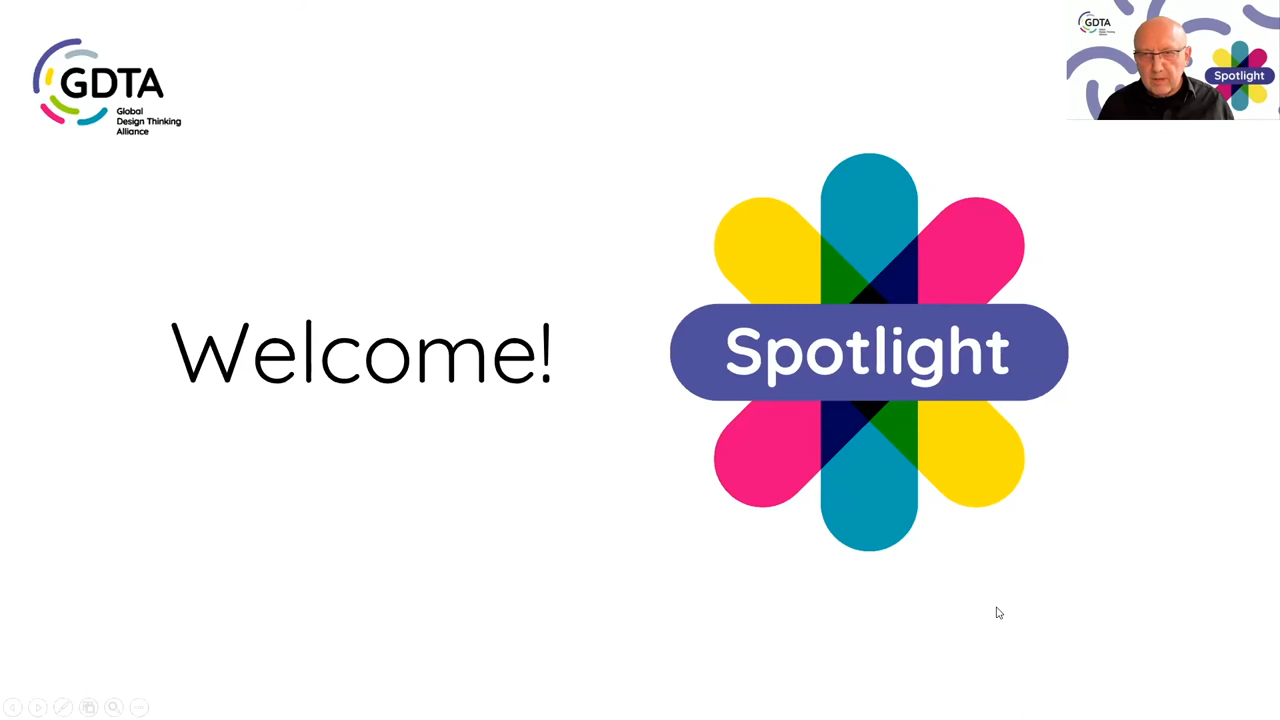 GDTA
Global
Design Thinking
Alliance
Welcome!
Spotlight
GDTA
Spotlight